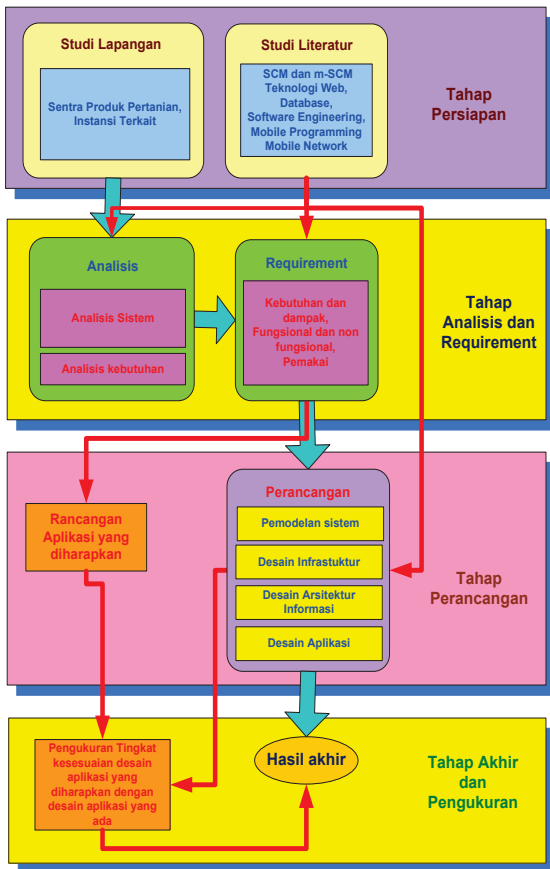 Studi Lapangan
Sentra Produk Pertanian,
Instansi Terkait
Studi Literatur
SCM dan m-SCM
Teknologi Web,
Database,
Software Engineering,
Mobile Programming
Mobile Network
Tahap
Persiapan
Analisis
Analisis Sistem
Analisis kebutuhan
Requirement
Kebutuhan dan
dampak,
Fungsional dan non
fungsional,
Pemakai
Tahap
Analisis dan
Requirement
Rancangan
Aplikasi yang
diharapkan
Perancangan
Pemodelan sistem
Desain Infrastuktur
Desain Arsitektur
Informasi
Desain Aplikasi
Tahap
Perancangan
Pengukuran Tingkat
kesesuaian desain
aplikasi yang
diharapkan dengan
desain aplikasi yang
ada
Hasil akhir
Tahap Akhir
dan
Pengukuran